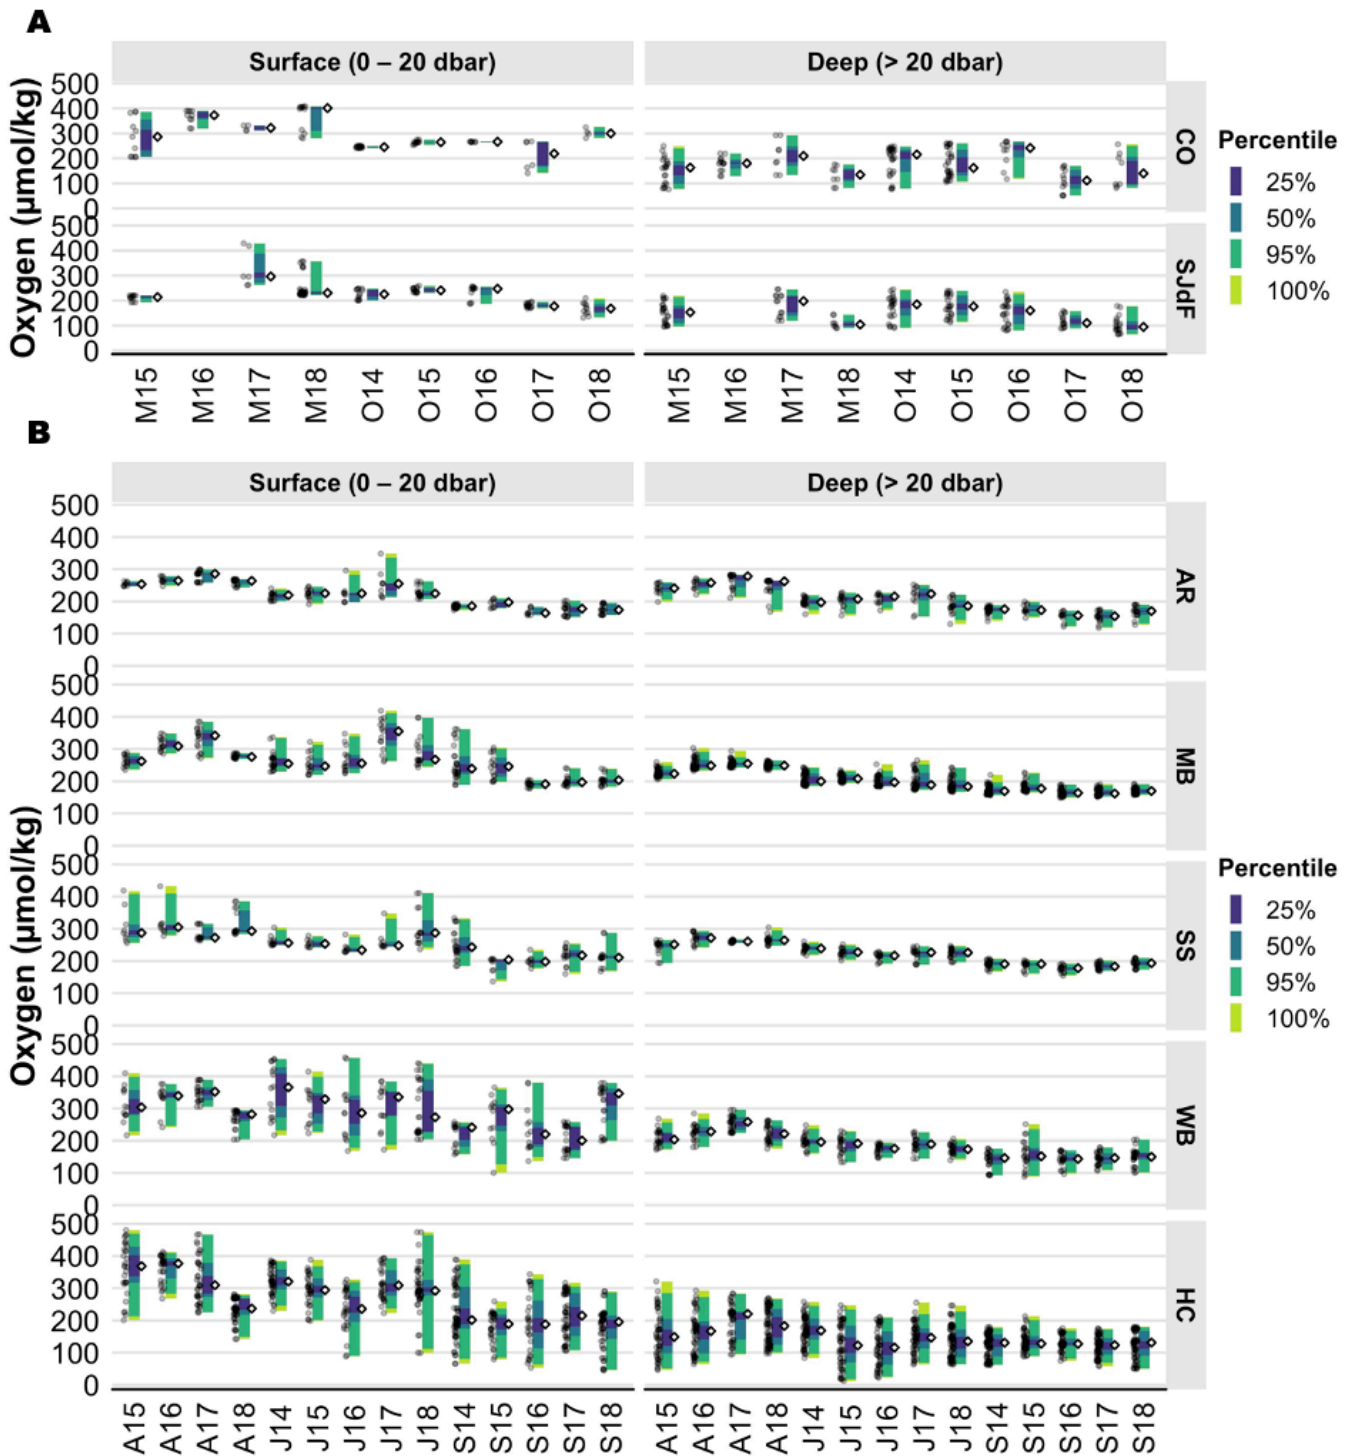 A
Surface (0 – 20 dbar)
Deep (> 20 dbar)
Oxygen (μmol/kg)
500
400
300
200
100
0
CO
500
400
300
200
100
0
SJdF
M15 M16 M17 M18 O14 O15 O16 O17 O18
M15 M16 M17 M18 O14 O15 O16 O17 O18
Percentile
25%
50%
95%
100%
B
Surface (0 – 20 dbar)
Deep (> 20 dbar)
Oxygen (μmol/kg)
500
400
300
200
100
0
AR
500
400
300
200
100
0
MB
500
400
300
200
100
0
SS
500
400
300
200
100
0
WB
500
400
300
200
100
0
HC
A15 A16 A17 A18 J14 J15 J16 J17 J18 S14 S15 S16 S17 S18
A15 A16 A17 A18 J14 J15 J16 J17 J18 S14 S15 S16 S17 S18
Percentile
25%
50%
95%
100%